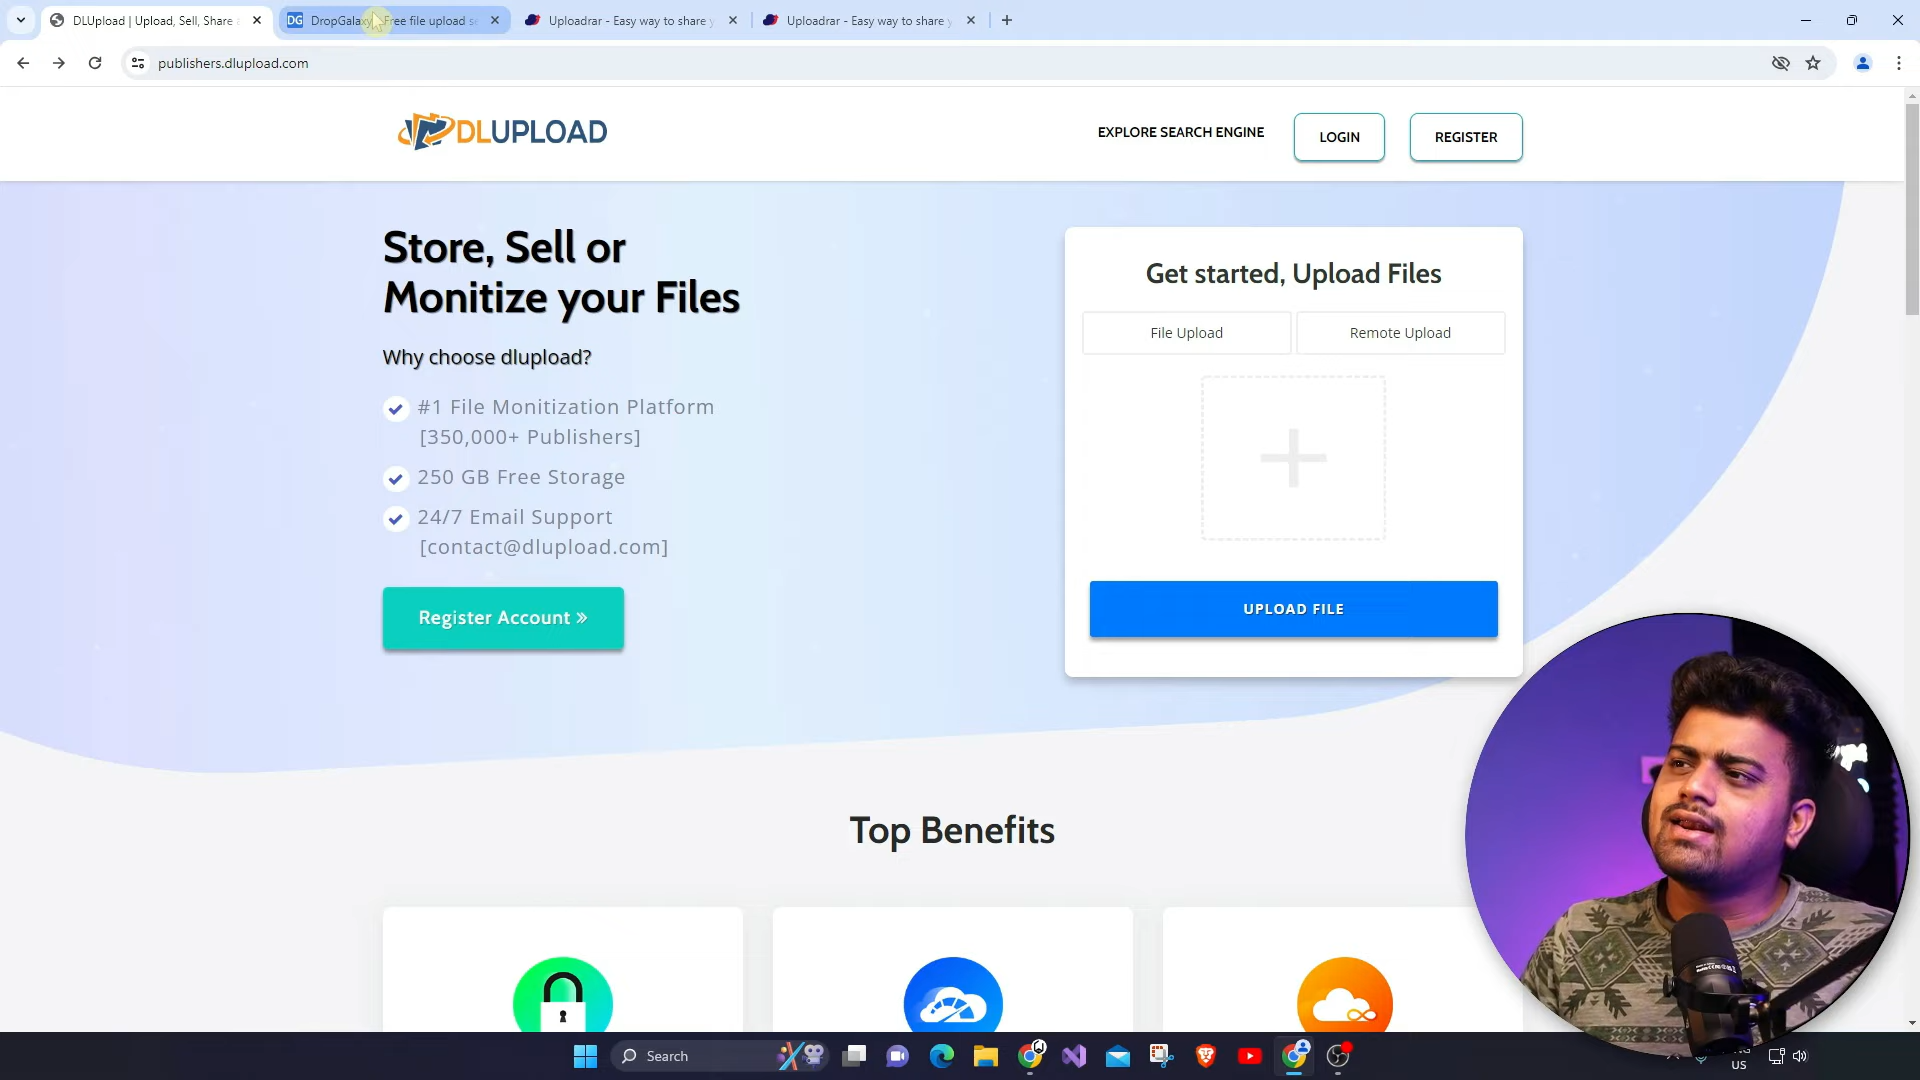 DLUpload | Upload, Sell, Share
DropGalaxy - Free file upload se
Uploadrar - Easy way to share y
Uploadrar - Easy way to share y
publishers.dlupload.com
DLUPLOAD
EXPLORE SEARCH ENGINE
LOGIN
REGISTER
Store, Sell or
Monitize your Files
Why choose dlupload?
#1 File Monitization Platform
[350,000+ Publishers]
250 GB Free Storage
24/7 Email Support
[contact@dlupload.com]
Register Account »
Get started, Upload Files
File Upload
Remote Upload
UPLOAD FILE
Top Benefits
Search
US